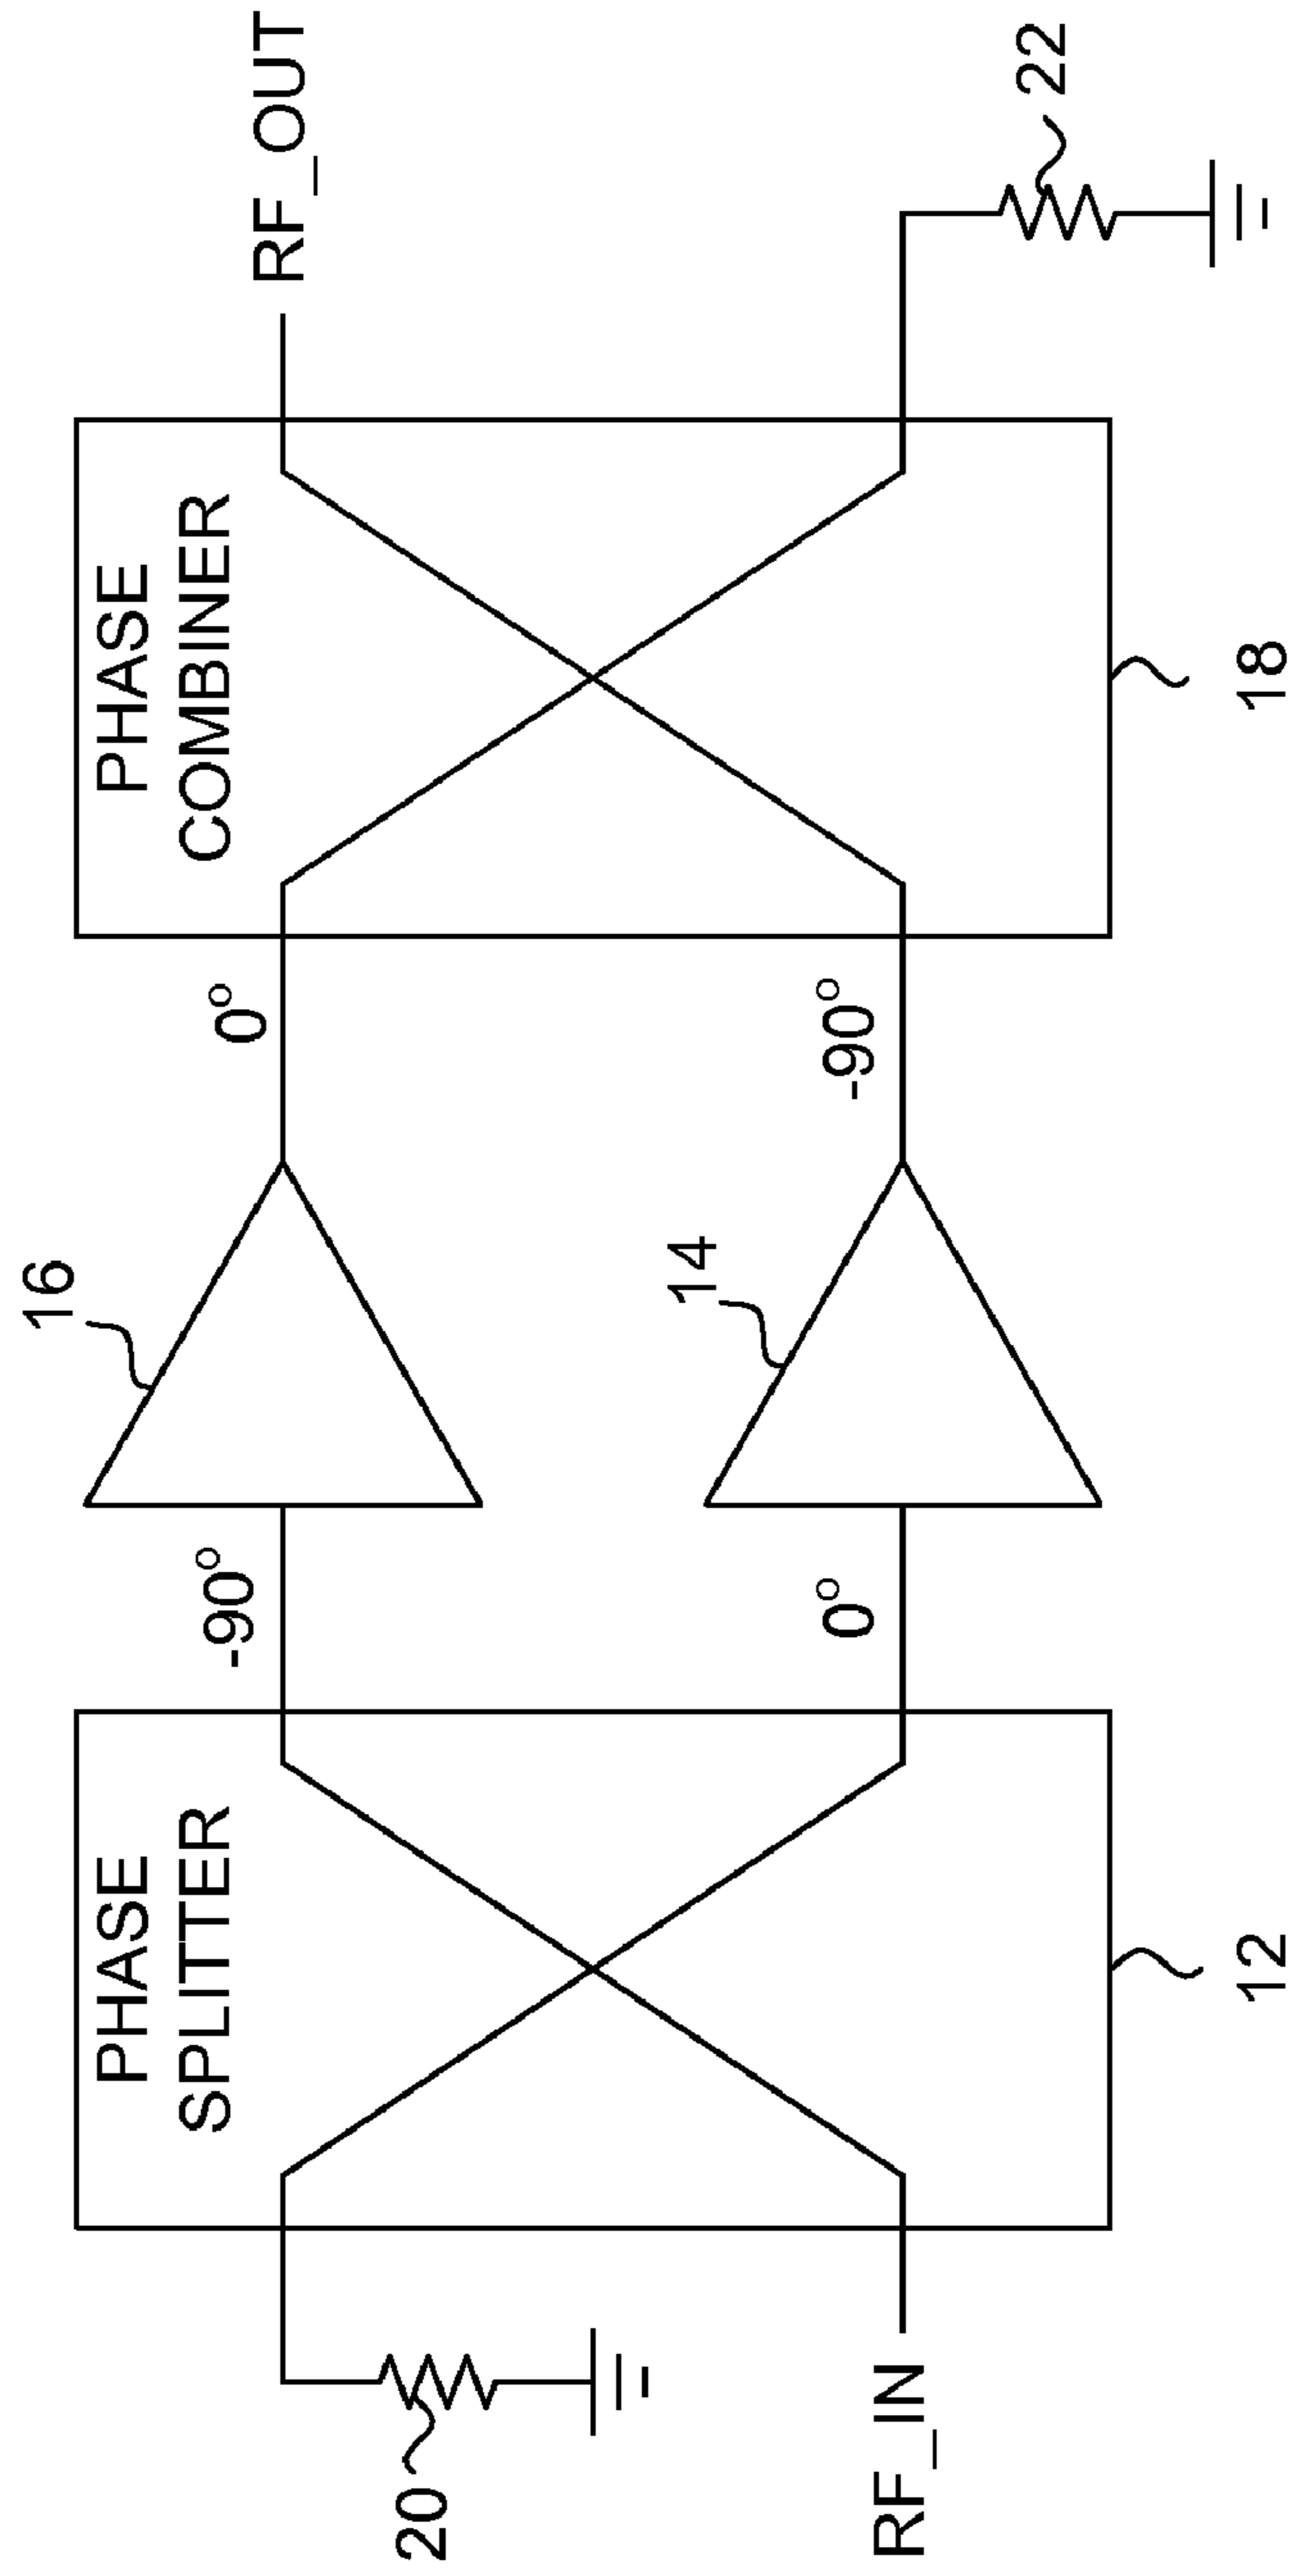 16
RF_OUT
PHASE
SPLITTER
-90°
0°
PHASE
COMBINER
20
14
22
RF_IN
0°
-90°
12
18